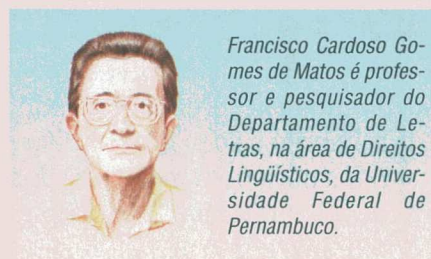 Francisco Cardoso Go-
mes de Matos é profes-
sor e pesquisador do
Departamento de Le-
tras, na área de Direitos
Lingüísticos, da Univer-
sidade Federal de
Pernambuco.